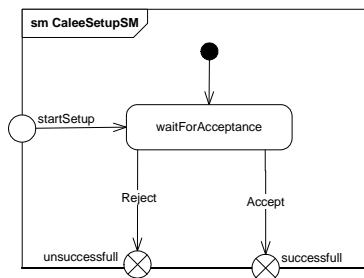 sm CaleeSetupSM
startSetup
waitForAcceptance
Reject
Accept
unsuccessfull
successfull